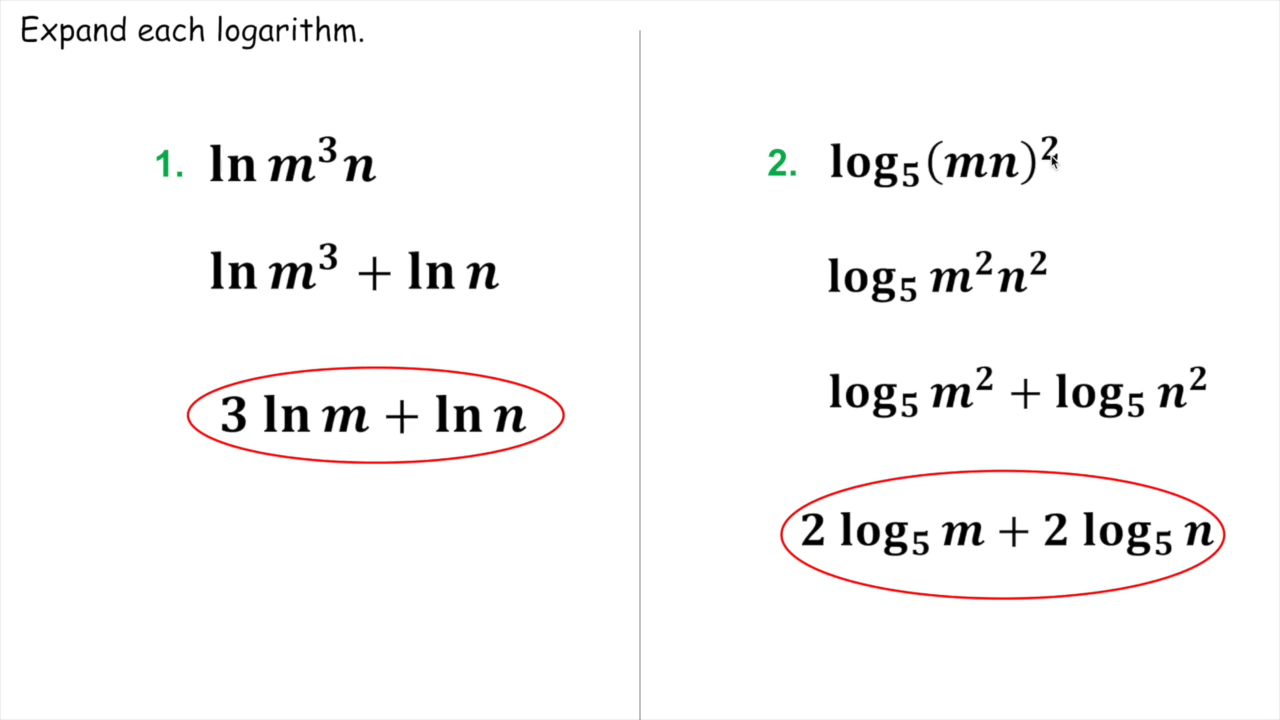 Expand each logarithm.
1. ln m³n
ln m³ + ln n
3 ln m + ln n
2. log₅(mn)²
log₅ m²n²
log₅ m² + log₅ n²
2 log₅ m + 2 log₅ n